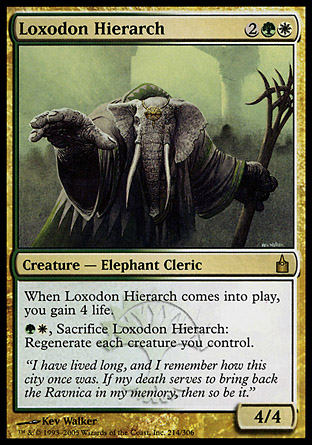 Loxodon Hierarch 2
Creature — Elephant Cleric
When Loxodon Hierarch comes into play,
you gain 4 life.
, Sacrifice Loxodon Hierarch:
Regenerate each creature you control.
"I have lived long, and I remember how this
city once was. If my death serves to bring
back the Ravnica in my memory, then so be it."
Kev Walker
™ & © 1993–2005 Wizards of the Coast, Inc. 214/306
4/4